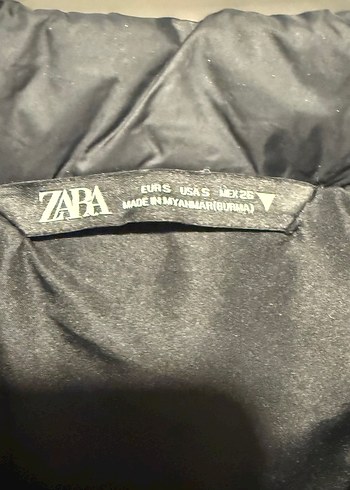 ZARA
EUR S USA S MEX 26
MADE IN MYANMAR(BURMA)